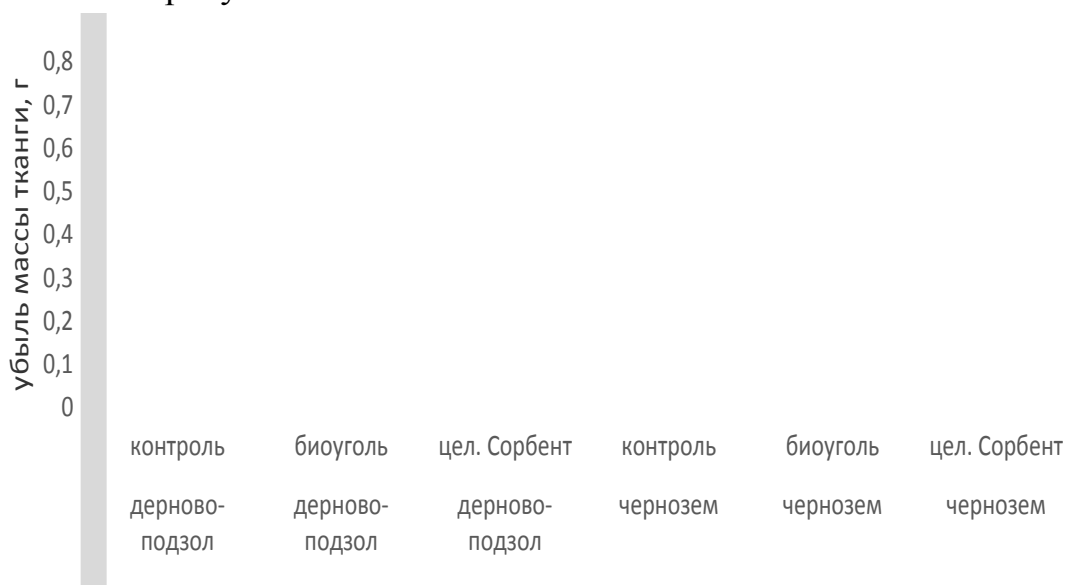 убыль массы тканги, г
0,8
0,7
0,6
0,5
0,4
0,3
0,2
0,1
0
контроль биоуголь цел. Сорбент контроль биоуголь цел. Сорбент
дерново- дерново- дерново- чернозем чернозем чернозем
подзол подзол подзол